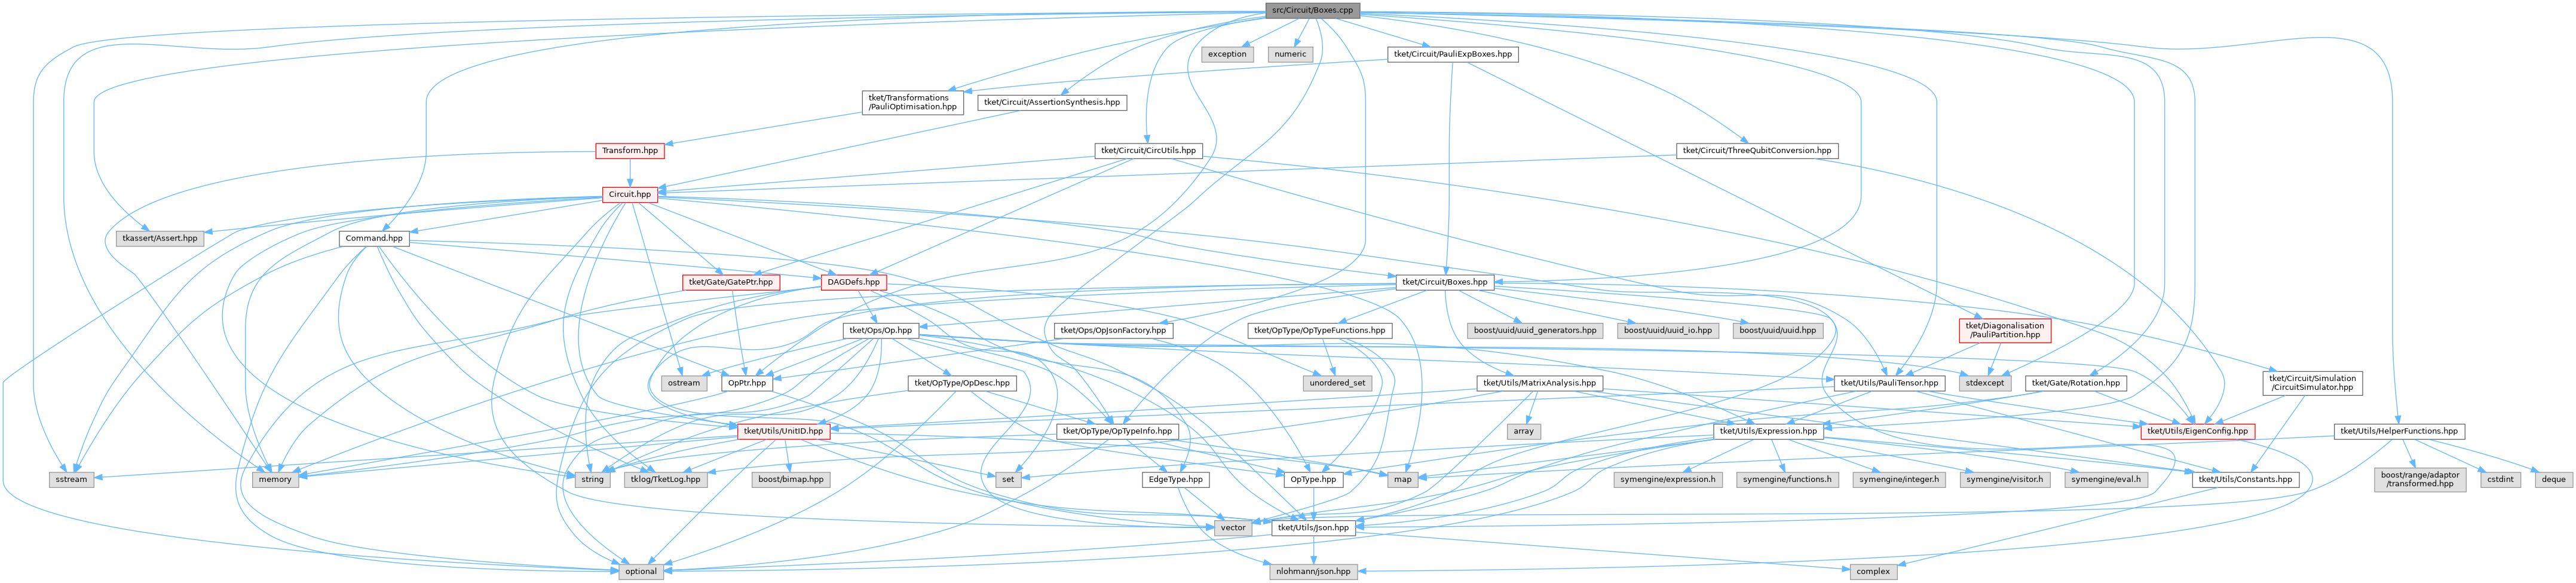 src/Circuit/Boxes.cpp
exception
numeric
tket/Circuit/PauliExpBoxes.hpp
tket/Transformations
/PauliOptimisation.hpp
tket/Circuit/AssertionSynthesis.hpp
Transform.hpp
tket/Circuit/CircUtils.hpp
tket/Circuit/ThreeQubitConversion.hpp
Circuit.hpp
tkassert/Assert.hpp
Command.hpp
tket/Gate/GatePtr.hpp
DAGDefs.hpp
tket/Circuit/Boxes.hpp
tket/Ops/Op.hpp
tket/Ops/OpJsonFactory.hpp
tket/OpType/OpTypeFunctions.hpp
boost/uuid/uuid_generators.hpp
boost/uuid/uuid_io.hpp
boost/uuid/uuid.hpp
tket/Diagonalisation
/PauliPartition.hpp
ostream
OpPtr.hpp
tket/OpType/OpDesc.hpp
unordered_set
tket/Utils/MatrixAnalysis.hpp
tket/Utils/PauliTensor.hpp
stdexcept
tket/Gate/Rotation.hpp
tket/Circuit/Simulation
/CircuitSimulator.hpp
tket/Utils/UnitID.hpp
tket/OpType/OpTypeInfo.hpp
array
tket/Utils/Expression.hpp
tket/Utils/EigenConfig.hpp
tket/Utils/HelperFunctions.hpp
sstream
memory
string
tklog/TketLog.hpp
boost/bimap.hpp
set
EdgeType.hpp
OpType.hpp
map
symengine/expression.h
symengine/functions.h
symengine/integer.h
symengine/visitor.h
symengine/eval.h
tket/Utils/Constants.hpp
boost/range/adaptor
/transformed.hpp
cstdint
deque
vector
tket/Utils/Json.hpp
optional
nlohmann/json.hpp
complex